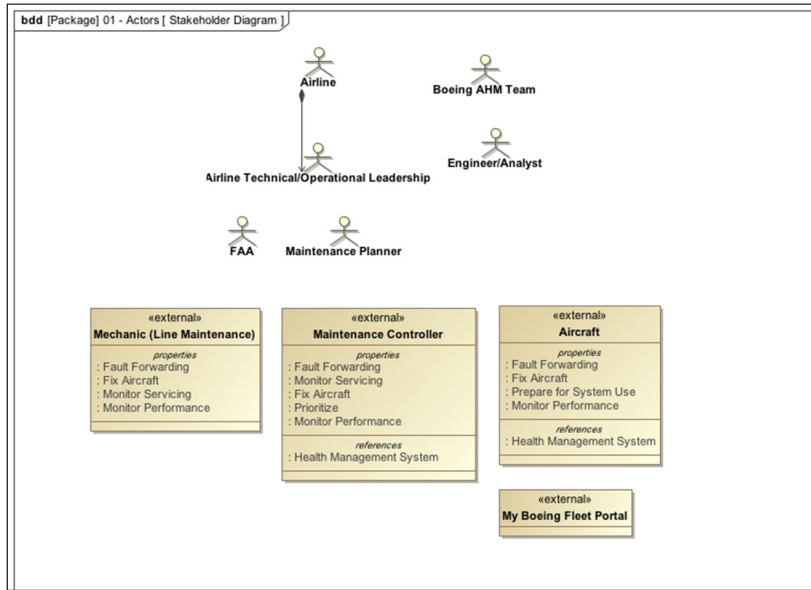 bdd [Package] 01 - Actors [ Stakeholder Diagram ]
Airline
Boeing AHM Team
Airline Technical/Operational Leadership
Engineer/Analyst
FAA
Maintenance Planner
«external»
Mechanic (Line Maintenance)
properties
: Fault Forwarding
: Fix Aircraft
: Monitor Servicing
: Monitor Performance
«external»
Maintenance Controller
properties
: Fault Forwarding
: Monitor Servicing
: Fix Aircraft
: Prioritize
: Monitor Performance
references
: Health Management System
«external»
Aircraft
properties
: Fault Forwarding
: Fix Aircraft
: Prepare for System Use
: Monitor Performance
references
: Health Management System
«external»
My Boeing Fleet Portal